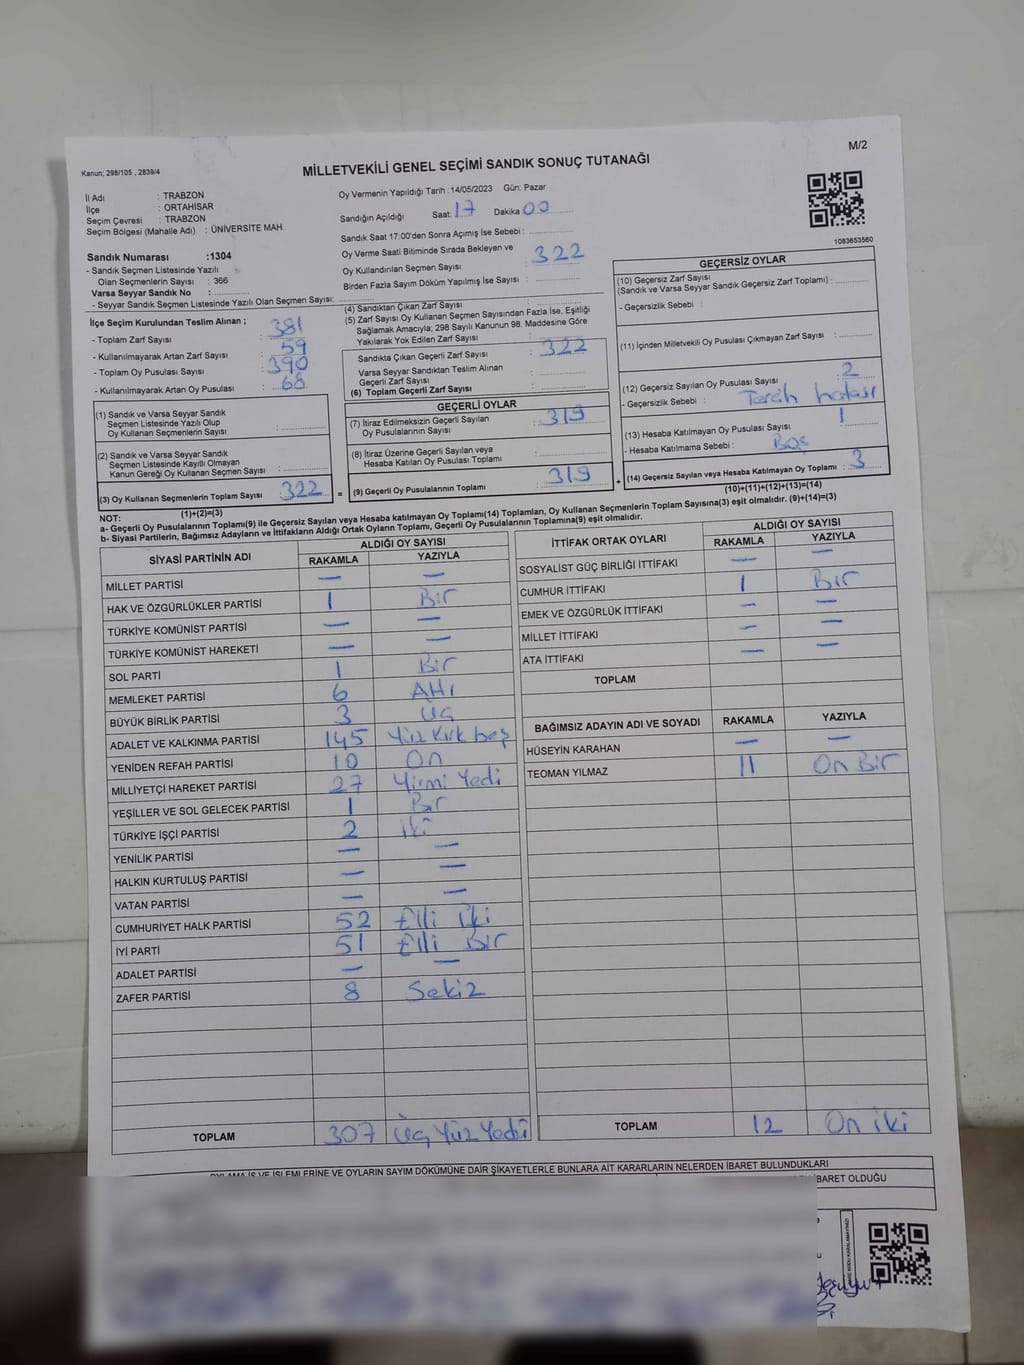 M/2
Kanun; 298/105 , 2839/4
MİLLETVEKİLİ GENEL SEÇİMİ SANDIK SONUÇ TUTANAĞI
İl Adı : TRABZON
İlçe : ORTAHİSAR
Seçim Çevresi : TRABZON
Seçim Bölgesi (Mahalle Adı) : ÜNİVERSİTE MAH.
Sandık Numarası :1304
- Sandık Seçmen Listesinde Yazılı
Olan Seçmenlerin Sayısı : 366
Varsa Seyyar Sandık No :
- Seyyar Sandık Seçmen Listesinde Yazılı Olan Seçmen Sayısı:
Oy Vermenin Yapıldığı Tarih :14/05/2023 Gün: Pazar
Sandığın Açıldığı Saat: 17 Dakika 00
Sandık Saat 17:00'den Sonra Açımış İse Sebebi :
Oy Verme Saati Bitiminde Sırada Bekleyen ve
Oy Kullandırılan Seçmen Sayısı : 322
Birden Fazla Sayım Döküm Yapılmış İse Sayısı :
1083653560
İlçe Seçim Kurulundan Teslim Alınan ;
- Toplam Zarf Sayısı : 381
- Kullanılmayarak Artan Zarf Sayısı : 59
- Toplam Oy Pusulası Sayısı : 390
- Kullanılmayarak Artan Oy Pusulası : 68
(1) Sandık ve Varsa Seyyar Sandık
Seçmen Listesinde Yazılı Olup
Oy Kullanan Seçmenlerin Sayısı :
(2) Sandık ve Varsa Seyyar Sandık
Seçmen Listesinde Kayıtlı Olmayan
Kanun Gereği Oy Kullanan Seçmen Sayısı :
(3) Oy Kullanan Seçmenlerin Toplam Sayısı 322 =
(1)+(2)=(3)
(4) Sandıktan Çıkan Zarf Sayısı :
(5) Zarf Sayısı Oy Kullanan Seçmen Sayısından Fazla İse, Eşitliği
Sağlamak Amacıyla; 298 Sayılı Kanunun 98. Maddesine Göre
Yakılarak Yok Edilen Zarf Sayısı :
Sandıkta Çıkan Geçerli Zarf Sayısı : 322
Varsa Seyyar Sandıktan Teslim Alınan
Geçerli Zarf Sayısı
(6) Toplam Geçerli Zarf Sayısı :
GEÇERLİ OYLAR
(7) İtiraz Edilmeksizin Geçerli Sayılan
Oy Pusulalarının Sayısı : 319
(8) İtiraz Üzerine Geçerli Sayılan veya
Hesaba Katılan Oy Pusulası Toplamı :
(9) Geçerli Oy Pusulalarının Toplamı : 319 +
GEÇERSİZ OYLAR
(10) Geçersiz Zarf Sayısı
(Sandık ve Varsa Seyyar Sandık Geçersiz Zarf Toplamı) :
- Geçersizlik Sebebi :
(11) İçinden Milletvekili Oy Pusulası Çıkmayan Zarf Sayısı :
(12) Geçersiz Sayılan Oy Pusulası Sayısı : 2
- Geçersizlik Sebebi : Tercih hatası
(13) Hesaba Katılmayan Oy Pusulası Sayısı : 1
- Hesaba Katılmama Sebebi : Boş
(14) Geçersiz Sayılan veya Hesaba Katılmayan Oy Toplamı : 3
(10)+(11)+(12)+(13)=(14)
NOT:
a- Geçerli Oy Pusulalarının Toplamı(9) ile Geçersiz Sayılan veya Hesaba katılmayan Oy Toplamı(14) Toplamları, Oy Kullanan Seçmenlerin Toplam Sayısına(3) eşit olmalıdır. (9)+(14)=(3)
b- Siyasi Partilerin, Bağımsız Adayların ve İttifakların Aldığı Ortak Oyların Toplamı, Geçerli Oy Pusulalarının Toplamına(9) eşit olmalıdır.
SİYASİ PARTİNİN ADI ALDIĞI OY SAYISI
RAKAMLA YAZIYLA
MİLLET PARTİSİ — —
HAK VE ÖZGÜRLÜKLER PARTİSİ 1 Bir
TÜRKİYE KOMÜNİST PARTİSİ — —
TÜRKİYE KOMÜNİST HAREKETİ — —
SOL PARTİ 1 Bir
MEMLEKET PARTİSİ 6 Altı
BÜYÜK BİRLİK PARTİSİ 3 Üç
ADALET VE KALKINMA PARTİSİ 145 Yüz Kırk beş
YENİDEN REFAH PARTİSİ 10 On
MİLLİYETÇİ HAREKET PARTİSİ 27 Yirmi Yedi
YEŞİLLER VE SOL GELECEK PARTİSİ 1 Bir
TÜRKİYE İŞÇİ PARTİSİ 2 iki
YENİLİK PARTİSİ — —
HALKIN KURTULUŞ PARTİSİ — —
VATAN PARTİSİ — —
CUMHURİYET HALK PARTİSİ 52 Elli iki
İYİ PARTİ 51 Elli Bir
ADALET PARTİSİ — —
ZAFER PARTİSİ 8 Sekiz
TOPLAM 307 Üç Yüz Yedi
İTTİFAK ORTAK OYLARI ALDIĞI OY SAYISI
RAKAMLA YAZIYLA
SOSYALİST GÜÇ BİRLİĞİ İTTİFAKI — —
CUMHUR İTTİFAKI 1 Bir
EMEK VE ÖZGÜRLÜK İTTİFAKI — —
MİLLET İTTİFAKI — —
ATA İTTİFAKI — —
TOPLAM
BAĞIMSIZ ADAYIN ADI VE SOYADI RAKAMLA YAZIYLA
HÜSEYİN KARAHAN — —
TEOMAN YILMAZ 11 On Bir
TOPLAM 12 On iki
OYLAMA İŞ VE İŞLEMLERİNE VE OYLARIN SAYIM DÖKÜMÜNE DAİR ŞİKAYETLERLE BUNLARA AİT KARARLARIN NELERDEN İBARET BULUNDUKLARI
İBARET OLDUĞU